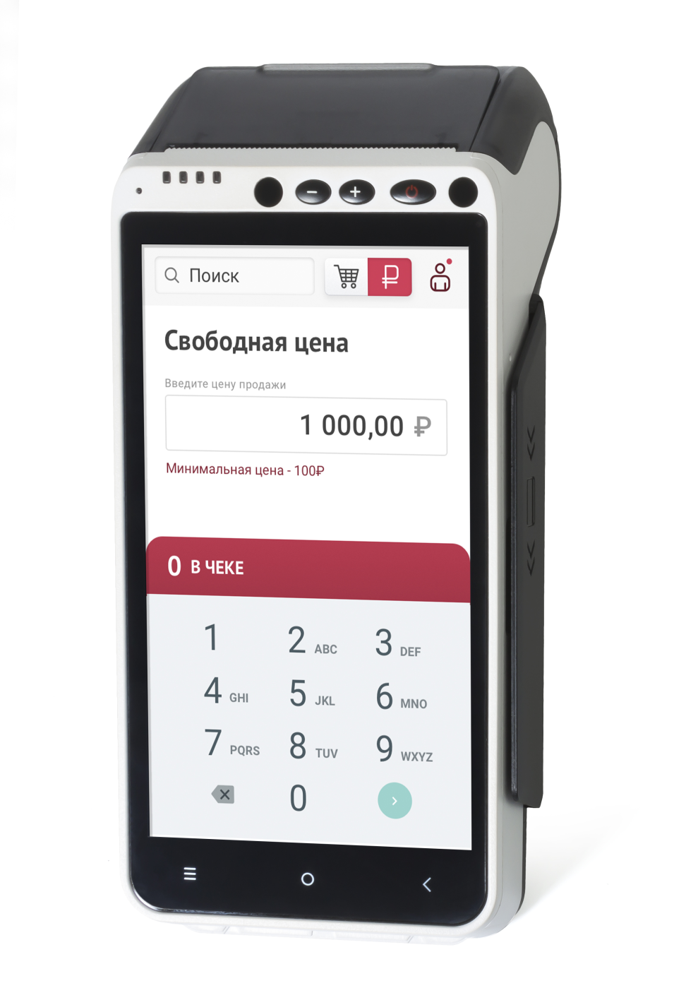 Поиск
Свободная цена
Введите цену продажи
1 000,00 ₽
Минимальная цена - 100₽
0 В ЧЕКЕ
1 2 ABC 3 DEF
4 GHI 5 JKL 6 MNO
7 PQRS 8 TUV 9 WXYZ
0